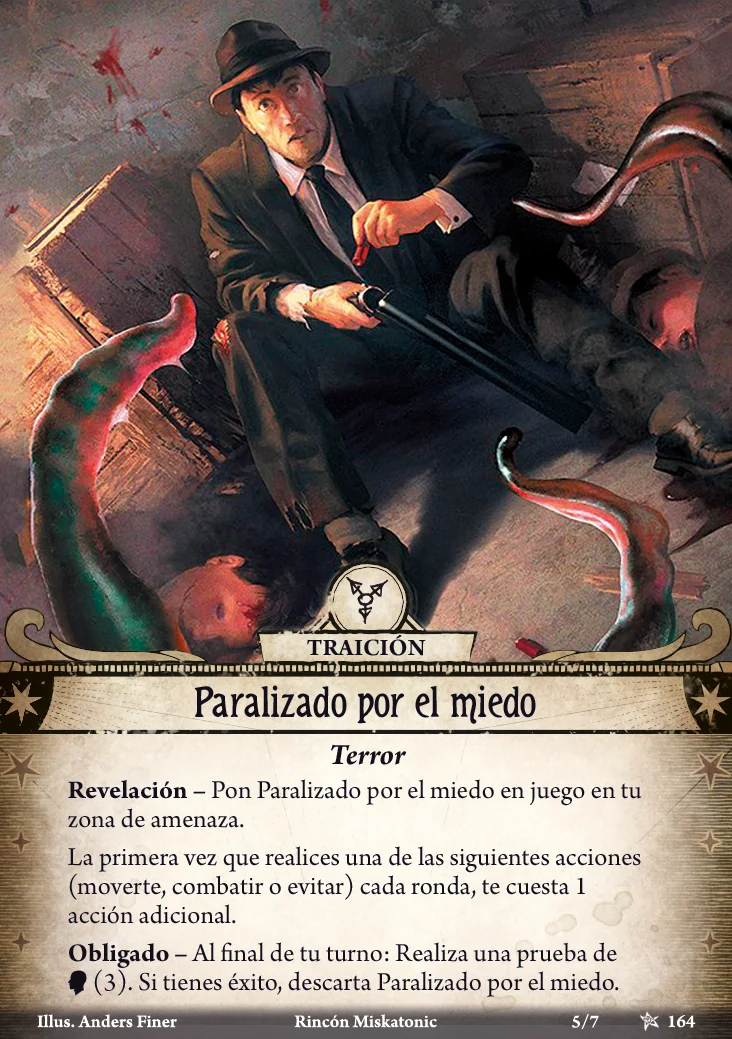 TRAICIÓN
Paralizado por el miedo
Terror
Revelación – Pon Paralizado por el miedo en juego en tu
zona de amenaza.
La primera vez que realices una de las siguientes acciones
(moverte, combatir o evitar) cada ronda, te cuesta 1
acción adicional.
Obligado – Al final de tu turno: Realiza una prueba de
(3). Si tienes éxito, descarta Paralizado por el miedo.
Illus. Anders Finer Rincón Miskatonic 5/7 164